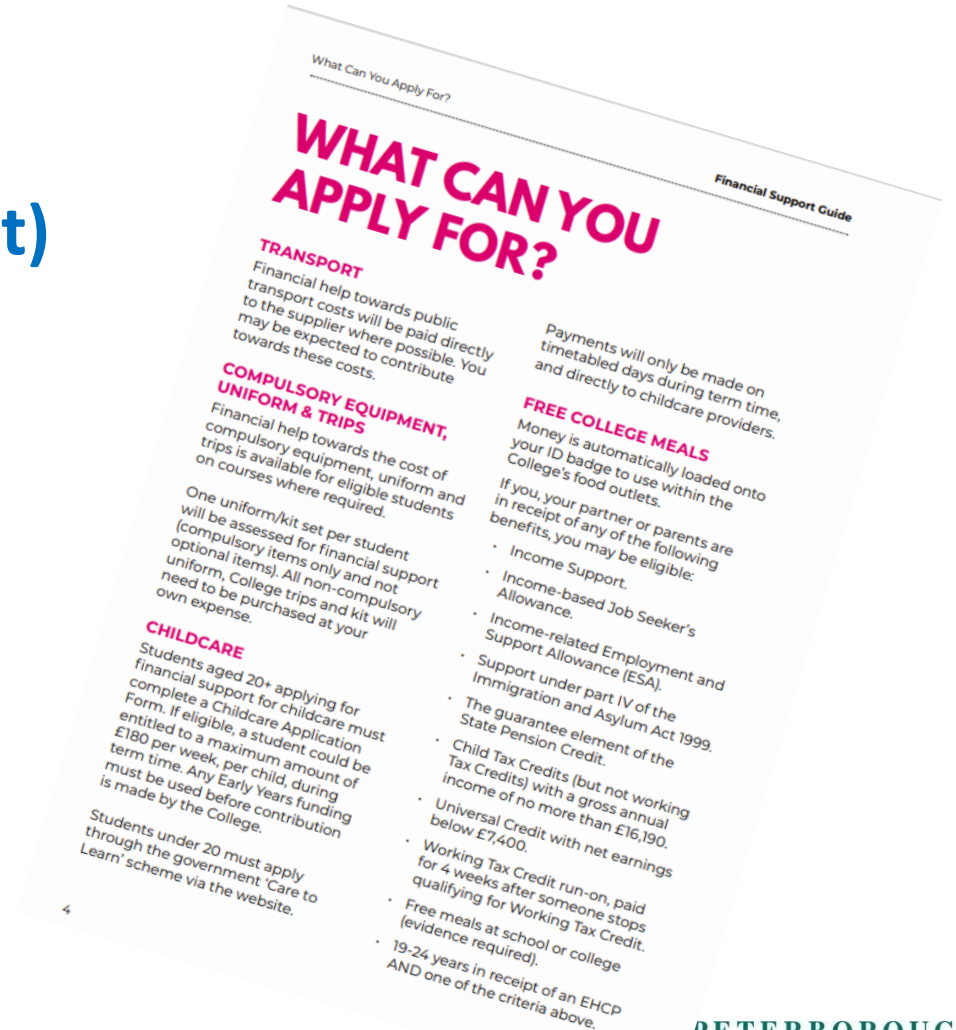 t)
What Can You Apply For?
Financial Support Guide
WHAT CAN YOU
APPLY FOR?
TRANSPORT
Financial help towards public
transport costs will be paid directly
to the supplier where possible. You
may be expected to contribute
towards these costs.
COMPULSORY EQUIPMENT,
UNIFORM & TRIPS
Financial help towards the cost of
compulsory equipment, uniform and
trips is available for eligible students
on courses where required.
One uniform/kit set per student
will be assessed for financial support
(compulsory items only and not
optional items). All non-compulsory
uniform, College trips and kit will
need to be purchased at your
own expense.
CHILDCARE
Students aged 20+ applying for
financial support for childcare must
complete a Childcare Application
Form. If eligible, a student could be
entitled to a maximum amount of
£180 per week, per child, during
term time. Any Early Years funding
must be used before contribution
is made by the College.
Students under 20 must apply
through the government 'Care to
Learn' scheme via the website.
4
Payments will only be made on
timetabled days during term time,
and directly to childcare providers.
FREE COLLEGE MEALS
Money is automatically loaded onto
your ID badge to use within the
College's food outlets.
If you, your partner or parents are
in receipt of any of the following
benefits, you may be eligible:
• Income Support.
• Income-based Job Seeker's
Allowance.
• Income-related Employment and
Support Allowance (ESA).
• Support under part IV of the
Immigration and Asylum Act 1999.
• The guarantee element of the
State Pension Credit.
• Child Tax Credits (but not working
Tax Credits) with a gross annual
income of no more than £16,190.
• Universal Credit with net earnings
below £7,400.
• Working Tax Credit run-on, paid
for 4 weeks after someone stops
qualifying for Working Tax Credit.
• Free meals at school or college
(evidence required).
• 19-24 years in receipt of an EHCP
AND one of the criteria above.
PETERBOROUG